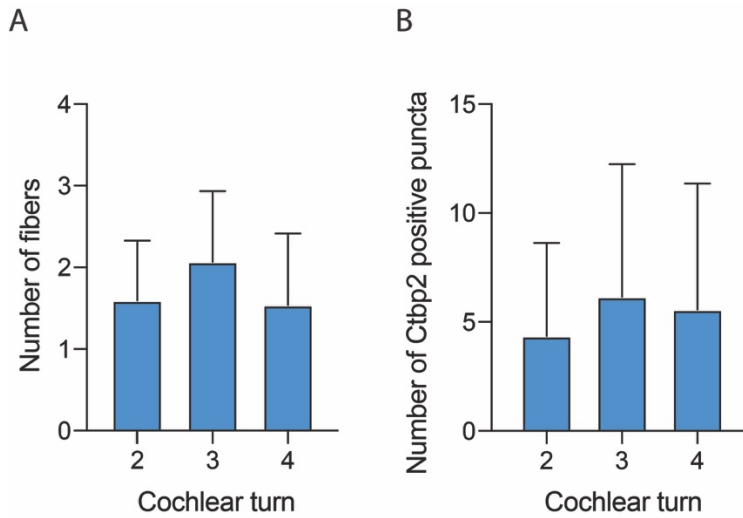 A
Number of fibers
4
3
2
1
0
2 3 4
Cochlear turn
B
Number of Ctbp2 positive puncta
15
10
5
0
2 3 4
Cochlear turn